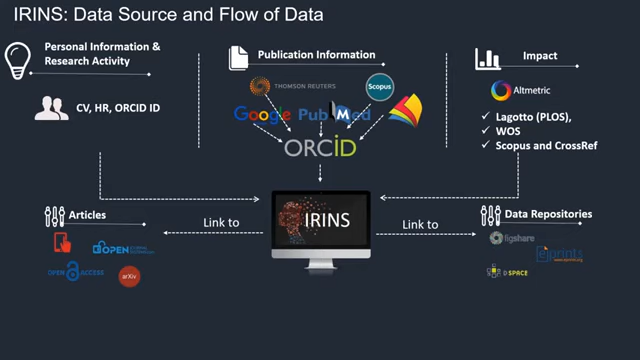 IRINS: Data Source and Flow of Data
Personal Information &
Research Activity
CV, HR, ORCID ID
Publication Information
THOMSON REUTERS
Scopus
Google
PubMed
M
ORCiD
Impact
Altmetric
✓ Lagotto (PLOS),
✓ WOS
✓ Scopus and CrossRef
IRINS
Link to
Link to
Articles
OPEN
OPEN ACCESS
arXiv
Data Repositories
figshare
eprints
DSPACE